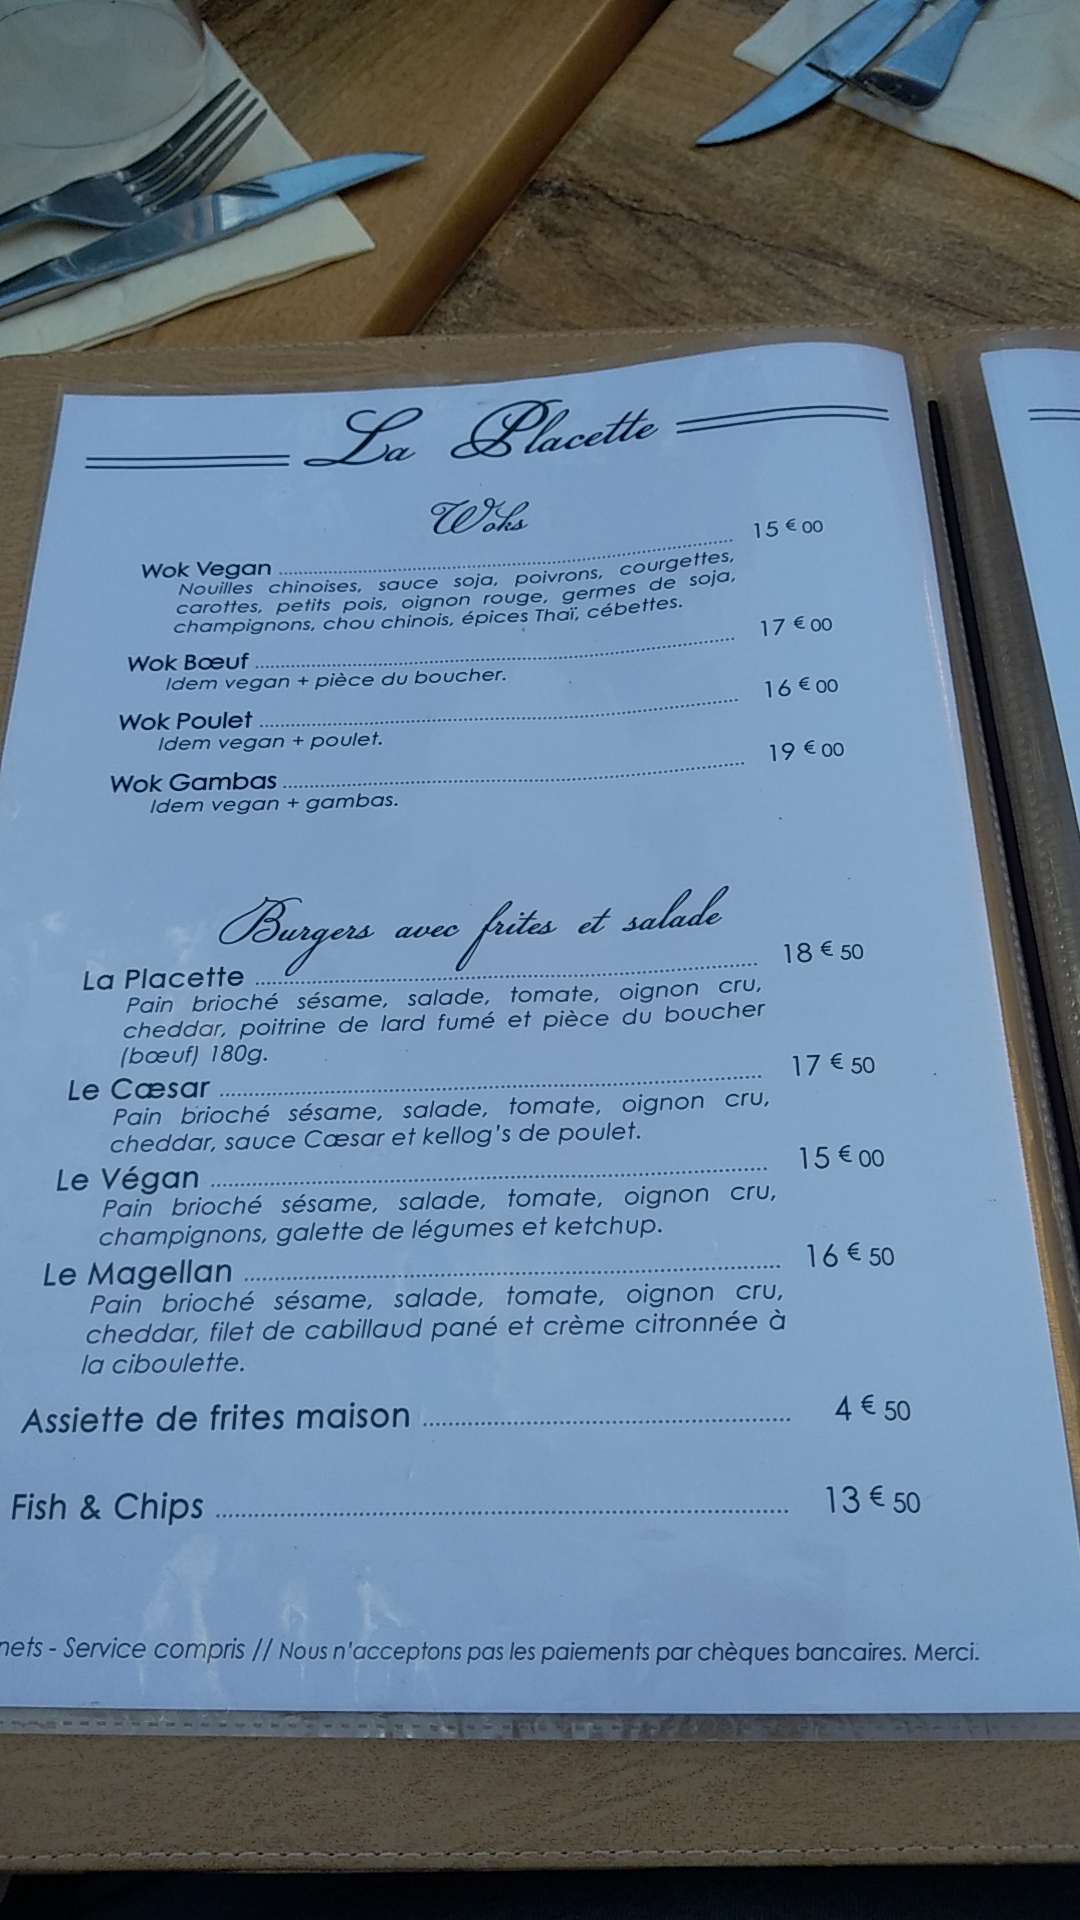 La Placette
Woks
Wok Vegan 15 € 00
Nouilles chinoises, sauce soja, poivrons, courgettes,
carottes, petits pois, oignon rouge, germes de soja,
champignons, chou chinois, épices Thaï, cébettes.
Wok Bœuf 17 € 00
Idem vegan + pièce du boucher.
Wok Poulet 16 € 00
Idem vegan + poulet.
Wok Gambas 19 € 00
Idem vegan + gambas.
Burgers avec frites et salade
La Placette 18 € 50
Pain brioché sésame, salade, tomate, oignon cru,
cheddar, poitrine de lard fumé et pièce du boucher
(bœuf) 180g.
Le Cæsar 17 € 50
Pain brioché sésame, salade, tomate, oignon cru,
cheddar, sauce Cæsar et kellog's de poulet.
Le Végan 15 € 00
Pain brioché sésame, salade, tomate, oignon cru,
champignons, galette de légumes et ketchup.
Le Magellan 16 € 50
Pain brioché sésame, salade, tomate, oignon cru,
cheddar, filet de cabillaud pané et crème citronnée à
la ciboulette.
Assiette de frites maison 4 € 50
Fish & Chips 13 € 50
nets - Service compris // Nous n'acceptons pas les paiements par chèques bancaires. Merci.